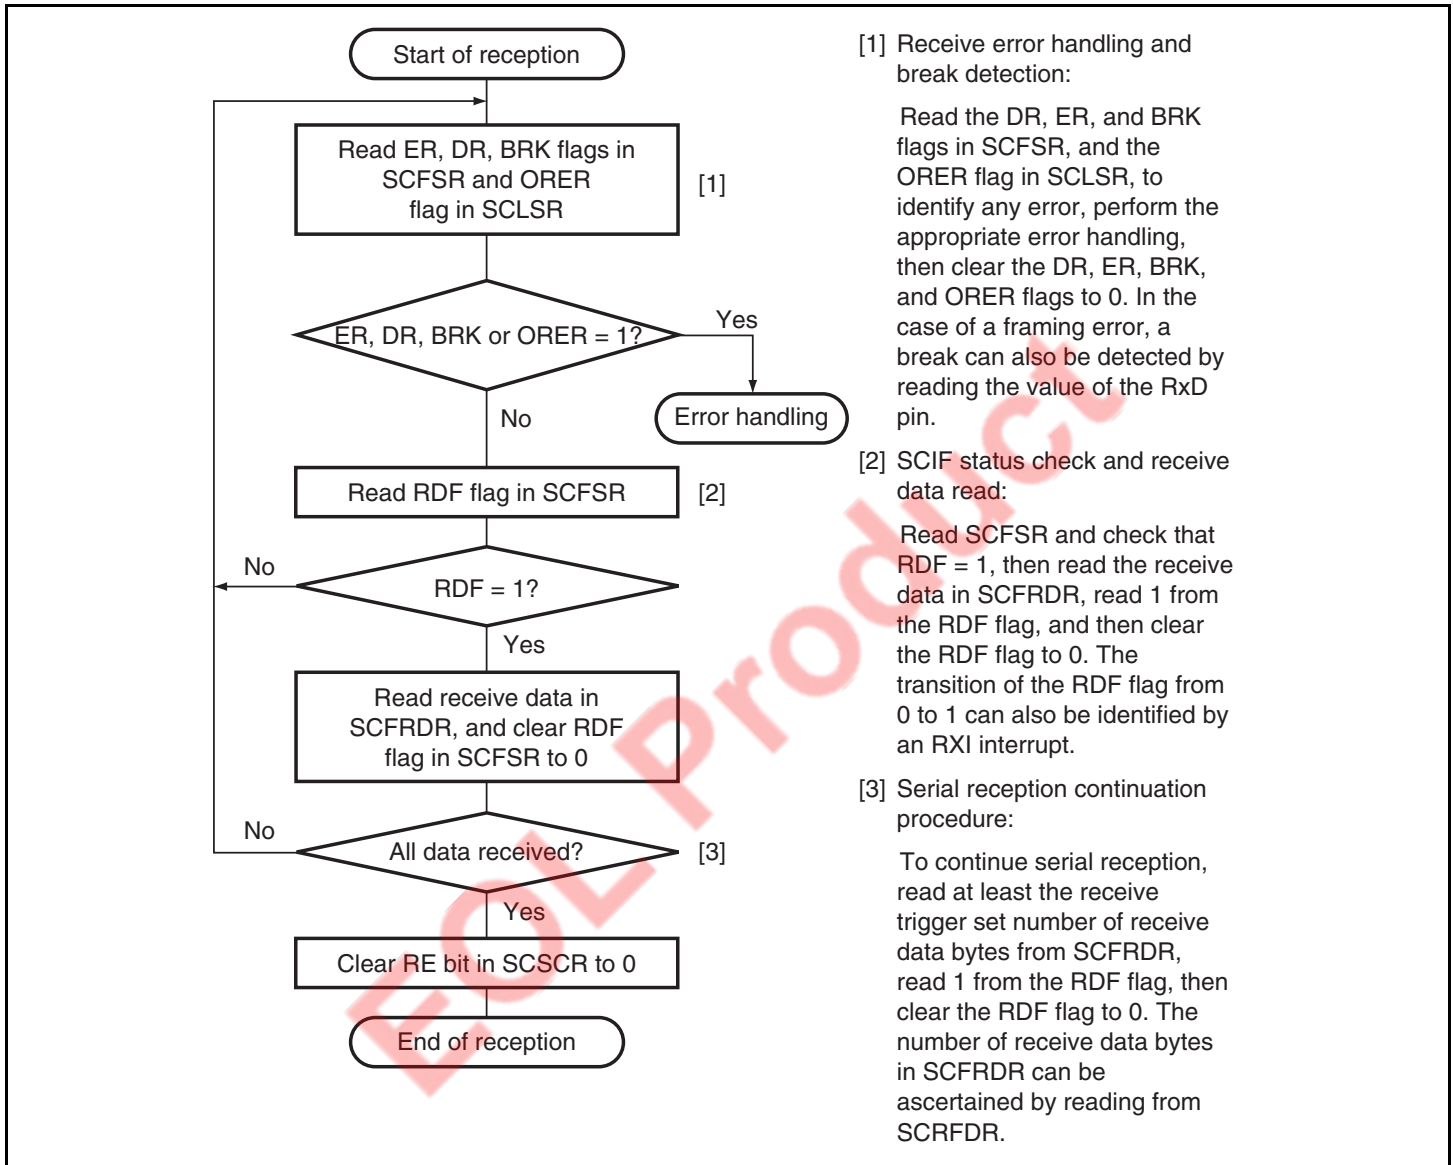 Start of reception
Read ER, DR, BRK flags in
SCFSR and ORER
flag in SCLSR
[1]
ER, DR, BRK or ORER = 1?
Yes
Error handling
No
Read RDF flag in SCFSR
[2]
No
RDF = 1?
Yes
Read receive data in
SCFRDR, and clear RDF
flag in SCFSR to 0
No
All data received?
[3]
Yes
Clear RE bit in SCSCR to 0
End of reception
[1] Receive error handling and
break detection:
Read the DR, ER, and BRK
flags in SCFSR, and the
ORER flag in SCLSR, to
identify any error, perform the
appropriate error handling,
then clear the DR, ER, BRK,
and ORER flags to 0. In the
case of a framing error, a
break can also be detected by
reading the value of the RxD
pin.
[2] SCIF status check and receive
data read:
Read SCFSR and check that
RDF = 1, then read the receive
data in SCFRDR, read 1 from
the RDF flag, and then clear
the RDF flag to 0. The
transition of the RDF flag from
0 to 1 can also be identified by
an RXI interrupt.
[3] Serial reception continuation
procedure:
To continue serial reception,
read at least the receive
trigger set number of receive
data bytes from SCFRDR,
read 1 from the RDF flag, then
clear the RDF flag to 0. The
number of receive data bytes
in SCFRDR can be
ascertained by reading from
SCRFDR.
EOL Product